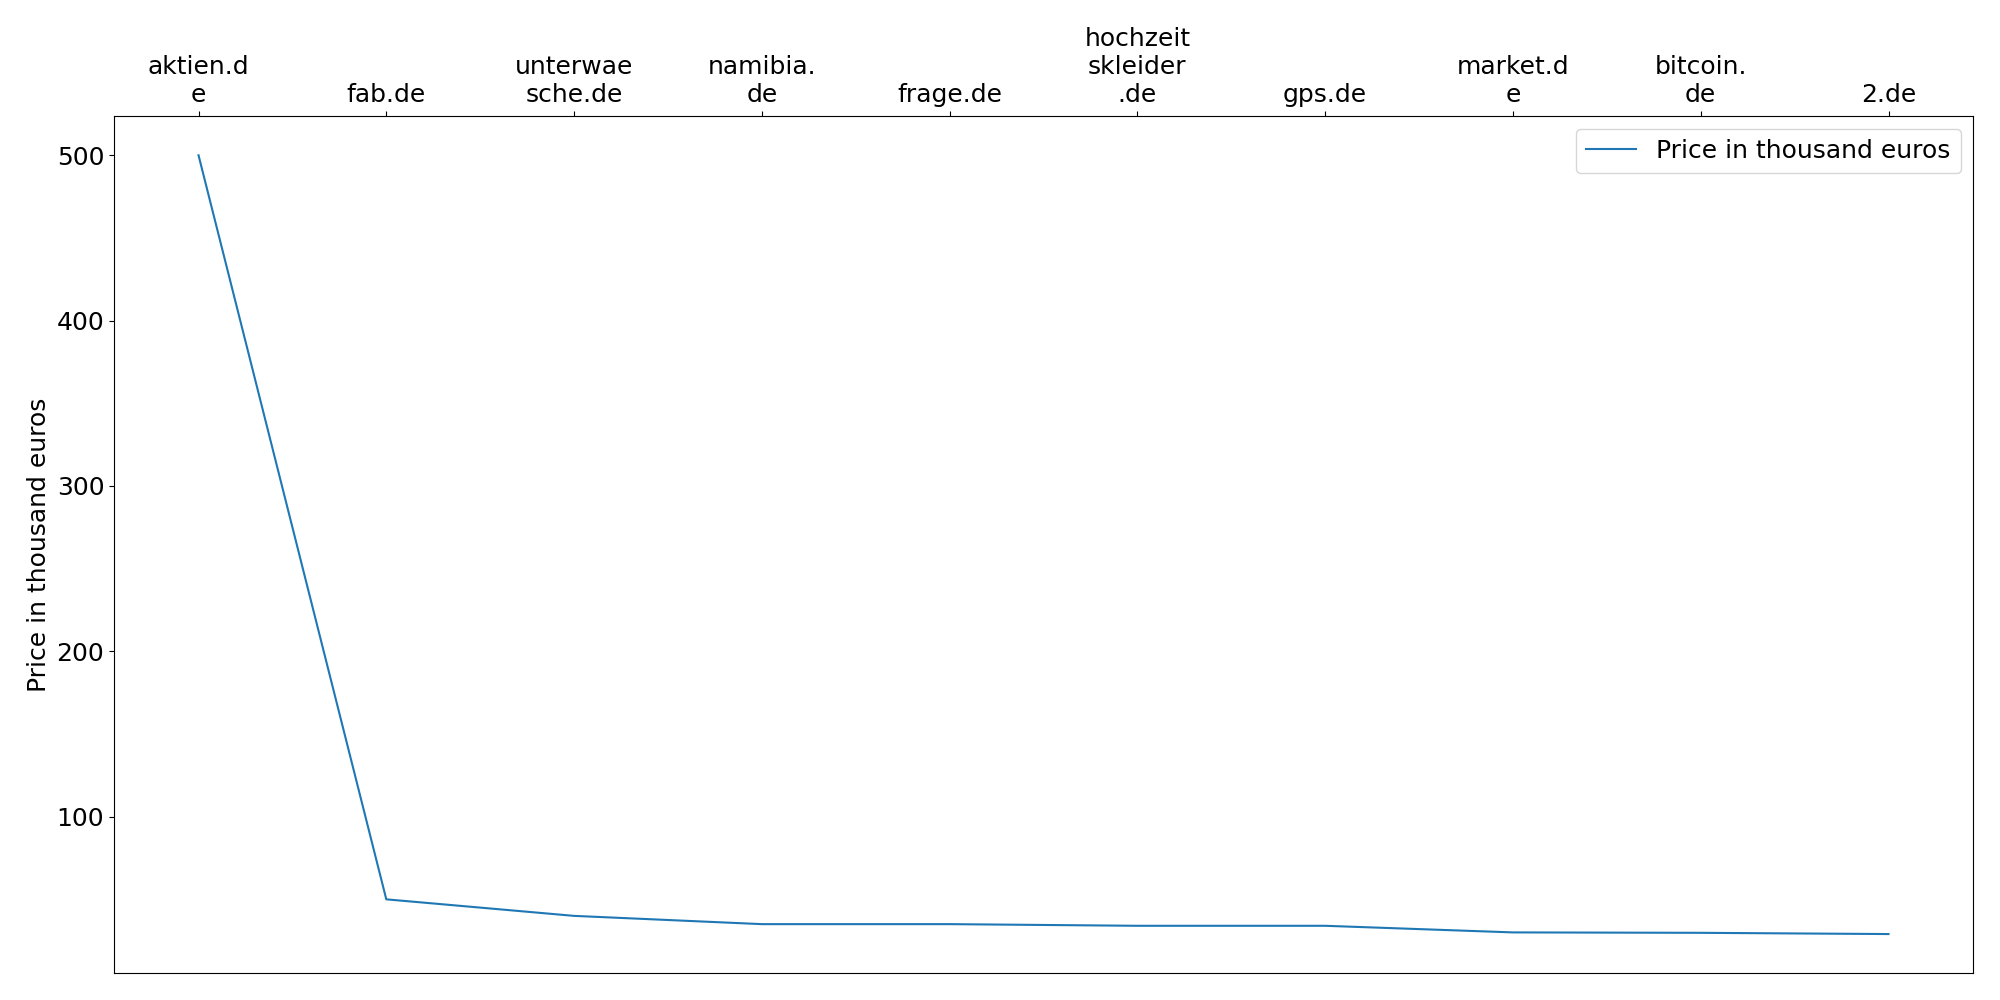 aktien.d
e
fab.de
unterwae
sche.de
namibia.
de
frage.de
hochzeit
skleider
.de
gps.de
market.d
e
bitcoin.
de
2.de
Price in thousand euros
500
400
300
200
100
Price in thousand euros